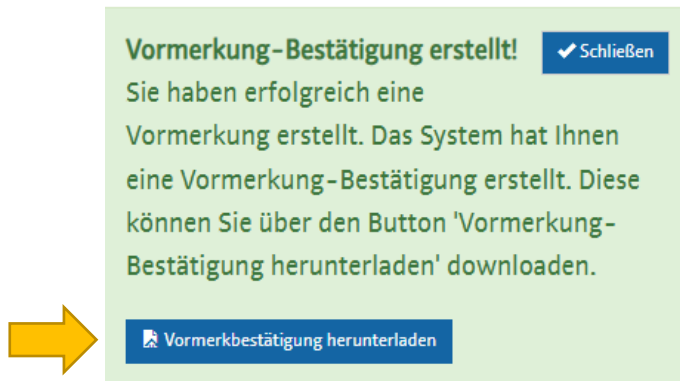 Vormerkung-Bestätigung erstellt!
Schließen
Sie haben erfolgreich eine
Vormerkung erstellt. Das System hat Ihnen
eine Vormerkung-Bestätigung erstellt. Diese
können Sie über den Button 'Vormerkung-
Bestätigung herunterladen' downloaden.
Vormerkbestätigung herunterladen